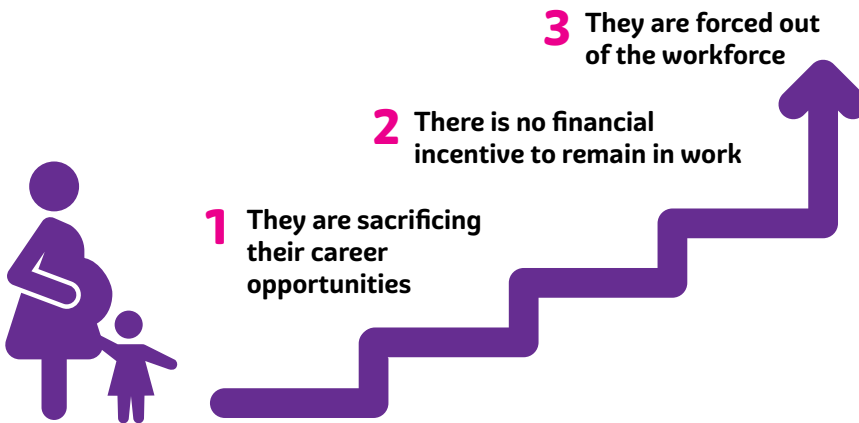 1 They are sacrificing
their career
opportunities
2 There is no financial
incentive to remain in work
3 They are forced out
of the workforce